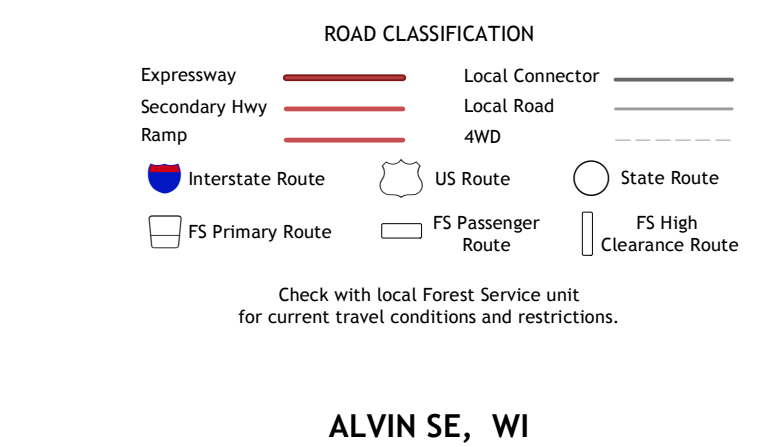 ROAD CLASSIFICATION
Expressway
Local Connector
Secondary Hwy
Local Road
Ramp
4WD
Interstate Route
US Route
State Route
FS Primary Route
FS Passenger
Route
FS High
Clearance Route
Check with local Forest Service unit
for current travel conditions and restrictions.
ALVIN SE, WI